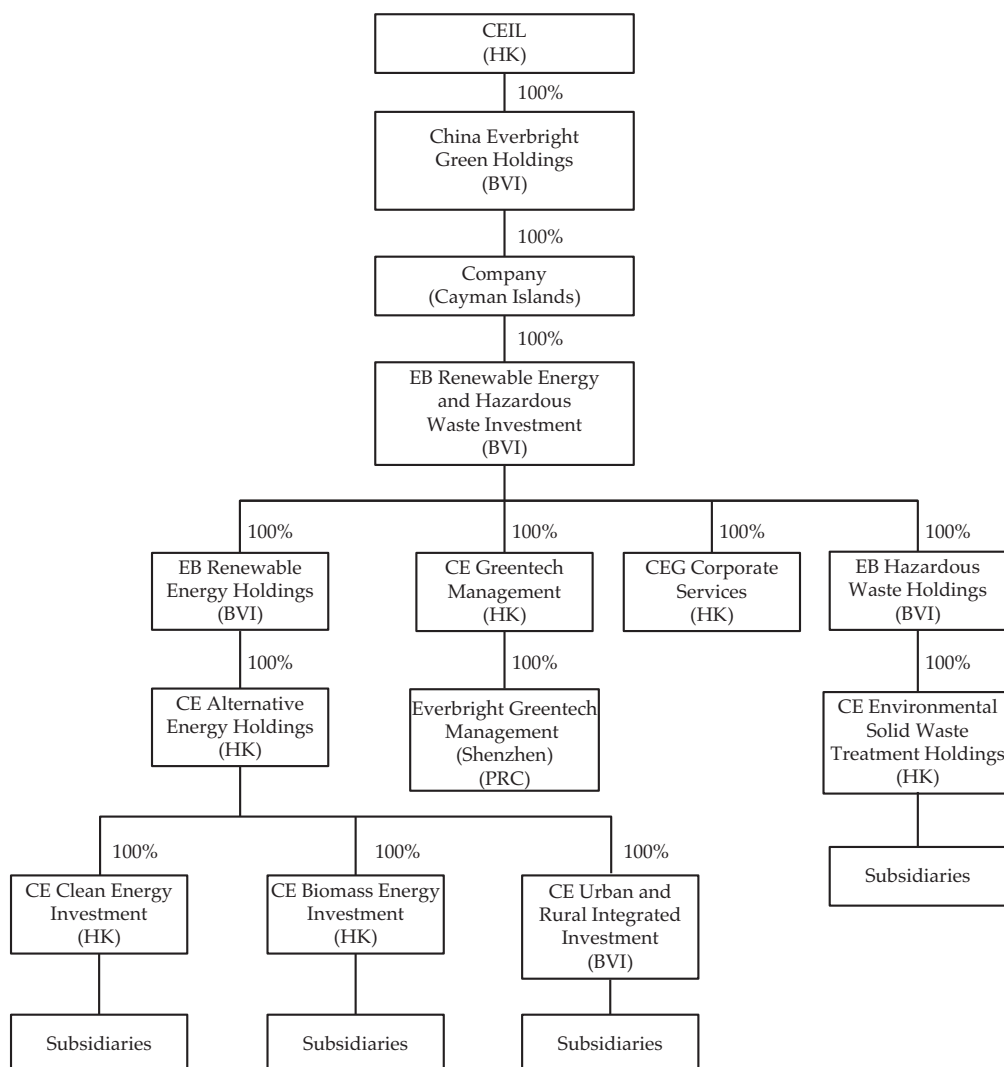 CEIL
(HK)
100%
China Everbright
Green Holdings
(BVI)
100%
Company
(Cayman Islands)
100%
EB Renewable Energy
and Hazardous
Waste Investment
(BVI)
100%
100%
100%
100%
EB Renewable
Energy Holdings
(BVI)
CE Greentech
Management
(HK)
CEG Corporate
Services
(HK)
EB Hazardous
Waste Holdings
(BVI)
100%
100%
100%
CE Alternative
Energy Holdings
(HK)
Everbright Greentech
Management
(Shenzhen)
(PRC)
CE Environmental
Solid Waste
Treatment Holdings
(HK)
100%
100%
100%
CE Clean Energy
Investment
(HK)
CE Biomass Energy
Investment
(HK)
CE Urban and
Rural Integrated
Investment
(BVI)
Subsidiaries
Subsidiaries
Subsidiaries
Subsidiaries